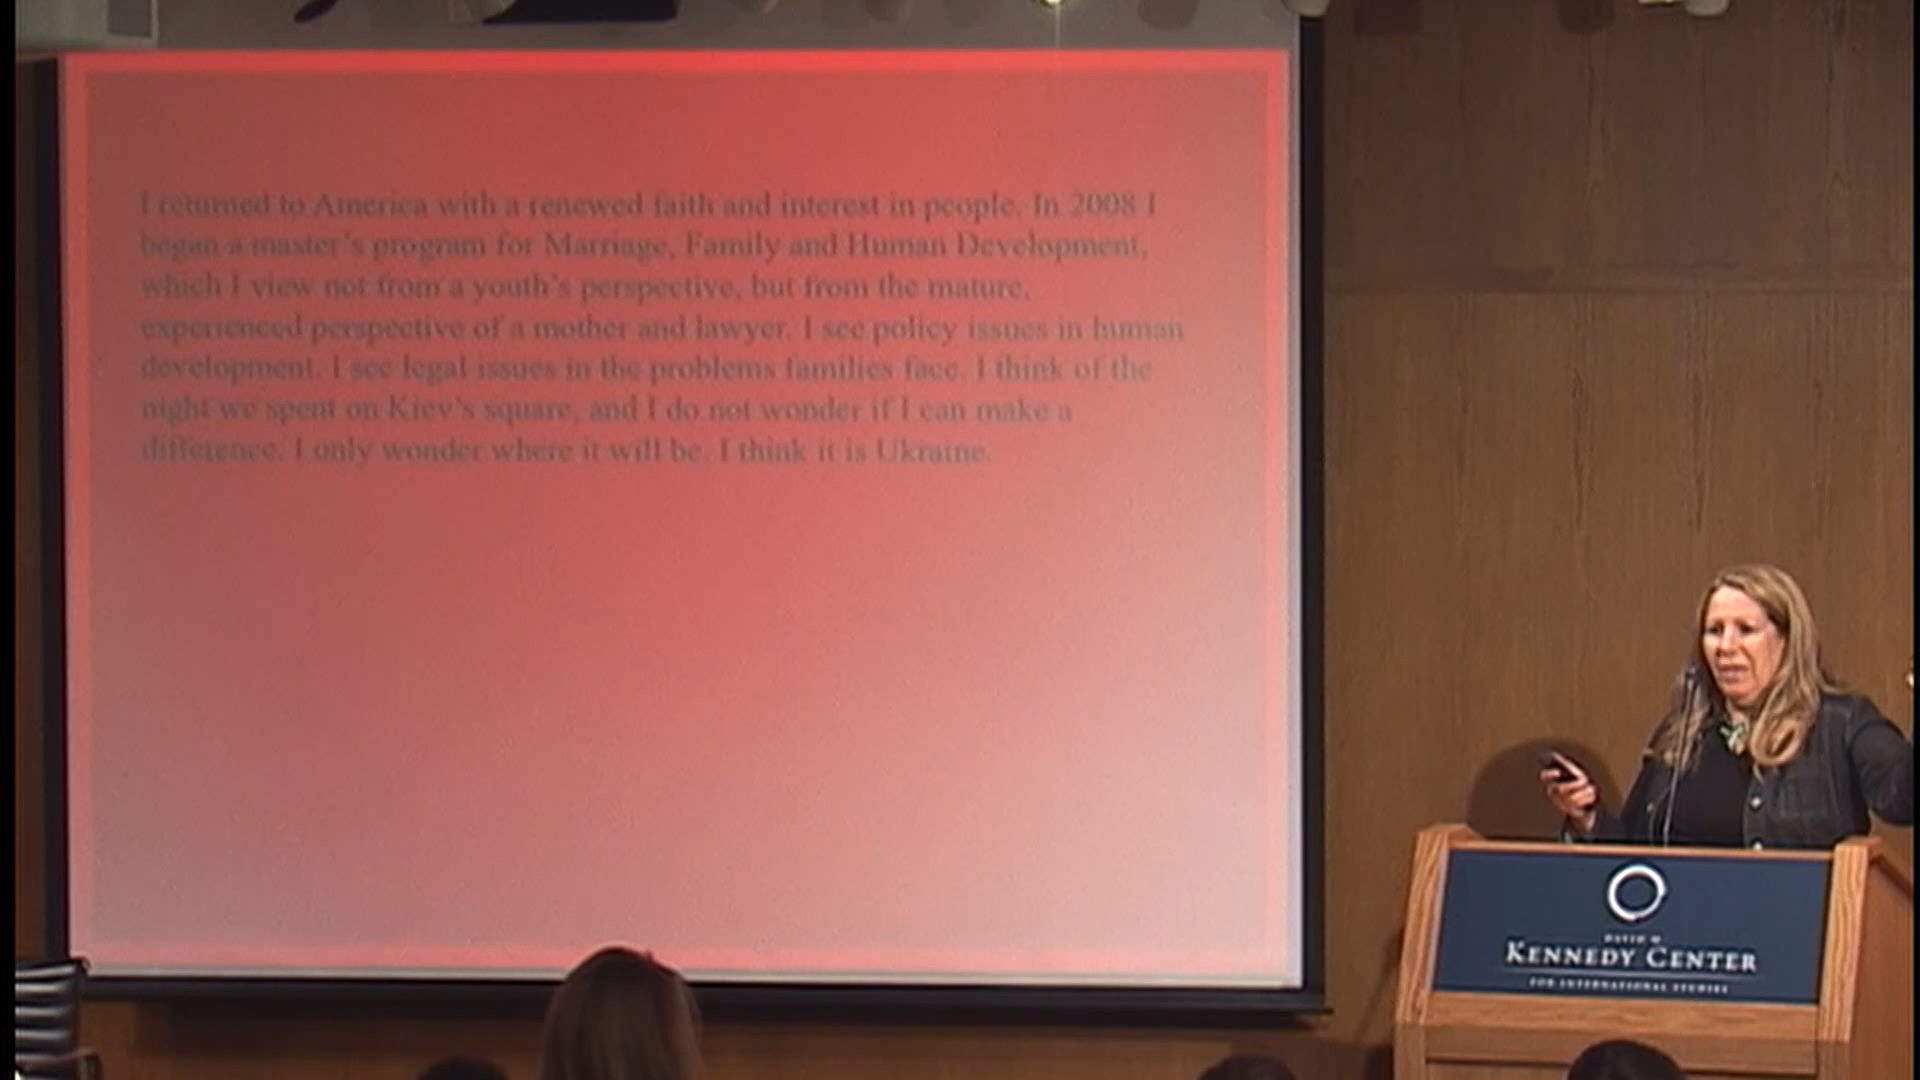 I returned to America with a renewed faith and interest in people. In 2008 I
began a master's program for Marriage, Family and Human Development,
which I view not from a youth's perspective, but from the mature,
experienced perspective of a mother and lawyer. I see policy issues in human
development. I see legal issues in the problems families face. I think of the
night we spent on Kiev's square, and I do not wonder if I can make a
difference. I only wonder where it will be. I think it is Ukraine.
DAVID M.
KENNEDY CENTER
FOR INTERNATIONAL STUDIES